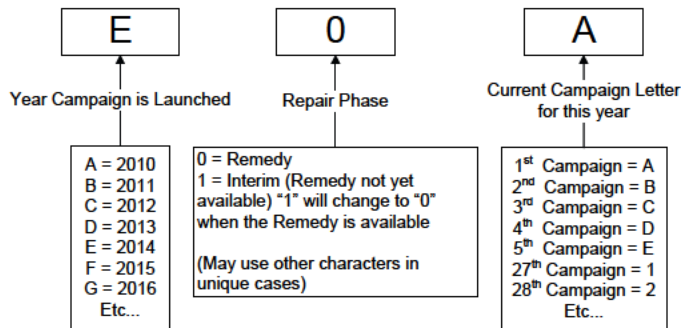 E
0
A
Year Campaign is Launched
Repair Phase
Current Campaign Letter
for this year
A = 2010
B = 2011
C = 2012
D = 2013
E = 2014
F = 2015
G = 2016
Etc...
0 = Remedy
1 = Interim (Remedy not yet
available) “1” will change to “0”
when the Remedy is available
(May use other characters in
unique cases)
1st Campaign = A
2nd Campaign = B
3rd Campaign = C
4th Campaign = D
5th Campaign = E
27th Campaign = 1
28th Campaign = 2
Etc...